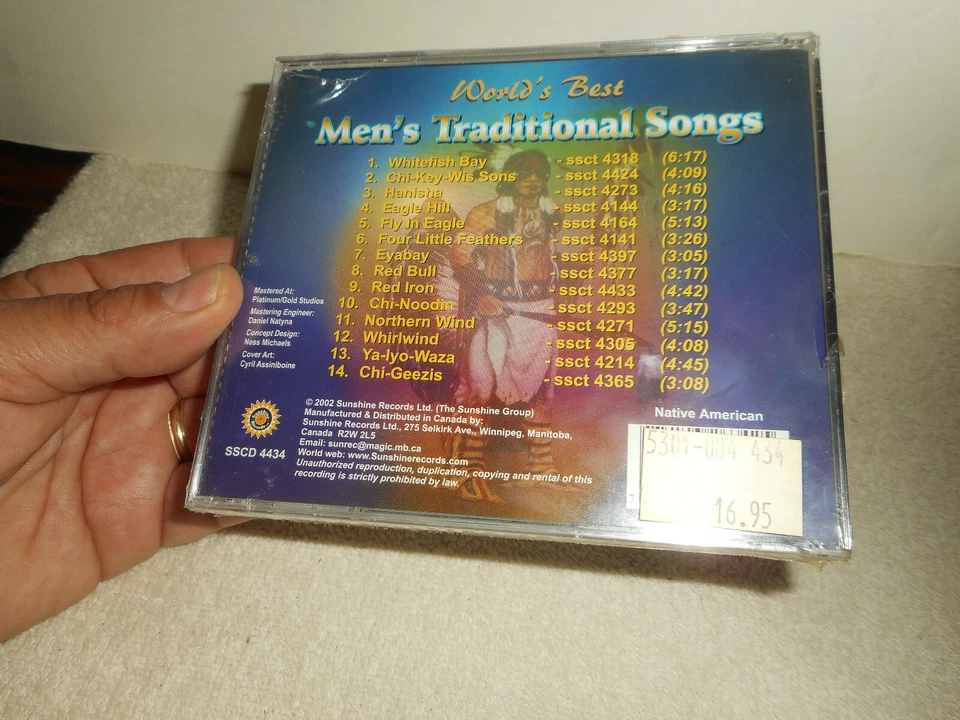 World's Best
Men's Traditional Songs
1. Whitefish Bay - ssct 4318 (6:17)
2. Chi-Key-Wis Sons - ssct 4424 (4:09)
3. Hanisha - ssct 4273 (4:16)
4. Eagle Hill - ssct 4144 (3:17)
5. Fly In Eagle - ssct 4164 (5:13)
6. Four Little Feathers - ssct 4141 (3:26)
7. Eyabay - ssct 4397 (3:05)
8. Red Bull - ssct 4377 (3:17)
9. Red Iron - ssct 4433 (4:42)
10. Chi-Noodin - ssct 4293 (3:47)
11. Northern Wind - ssct 4271 (5:15)
12. Whirlwind - ssct 4305 (4:08)
13. Ya-Iyo-Waza - ssct 4214 (4:45)
14. Chi-Geezis - ssct 4365 (3:08)
Mastered At:
Platinum/Gold Studios
Mastering Engineer:
Daniel Natyna
Concept Design:
Ness Michaels
Cover Art:
Cyril Assiniboine
SSCD 4434
© 2002 Sunshine Records Ltd. (The Sunshine Group)
Manufactured & Distributed in Canada by:
Sunshine Records Ltd., 275 Selkirk Ave., Winnipeg, Manitoba,
Canada R2W 2L5
Email: sunrec@magic.mb.ca
World web: www.Sunshinerecords.com
Unauthorized reproduction, duplication, copying and rental of this
recording is strictly prohibited by law.
Native American
5301-004 434
16.95
7